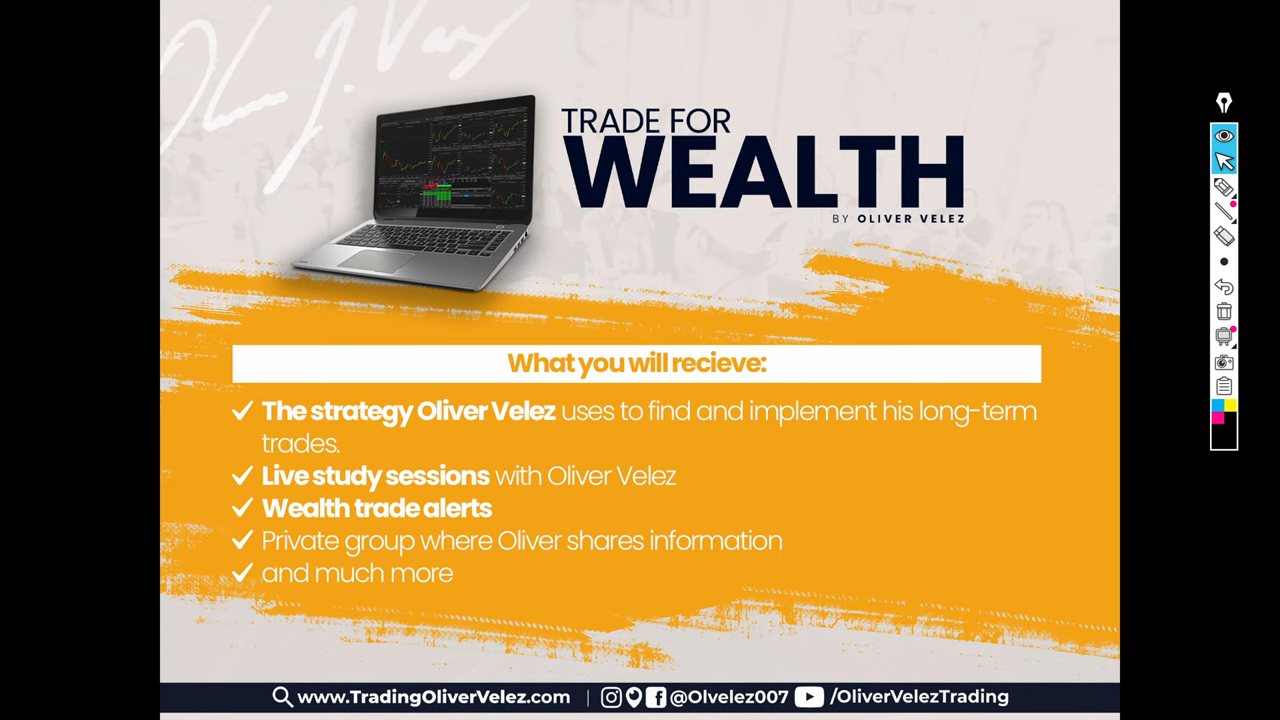 Oliver J. Velez
TRADE FOR
WEALTH
BY OLIVER VELEZ
What you will recieve:
The strategy Oliver Velez uses to find and implement his long-term
trades.
Live study sessions with Oliver Velez
Wealth trade alerts
Private group where Oliver shares information
and much more
www.TradingOliverVelez.com | @Olvelez007 /OliverVelezTrading